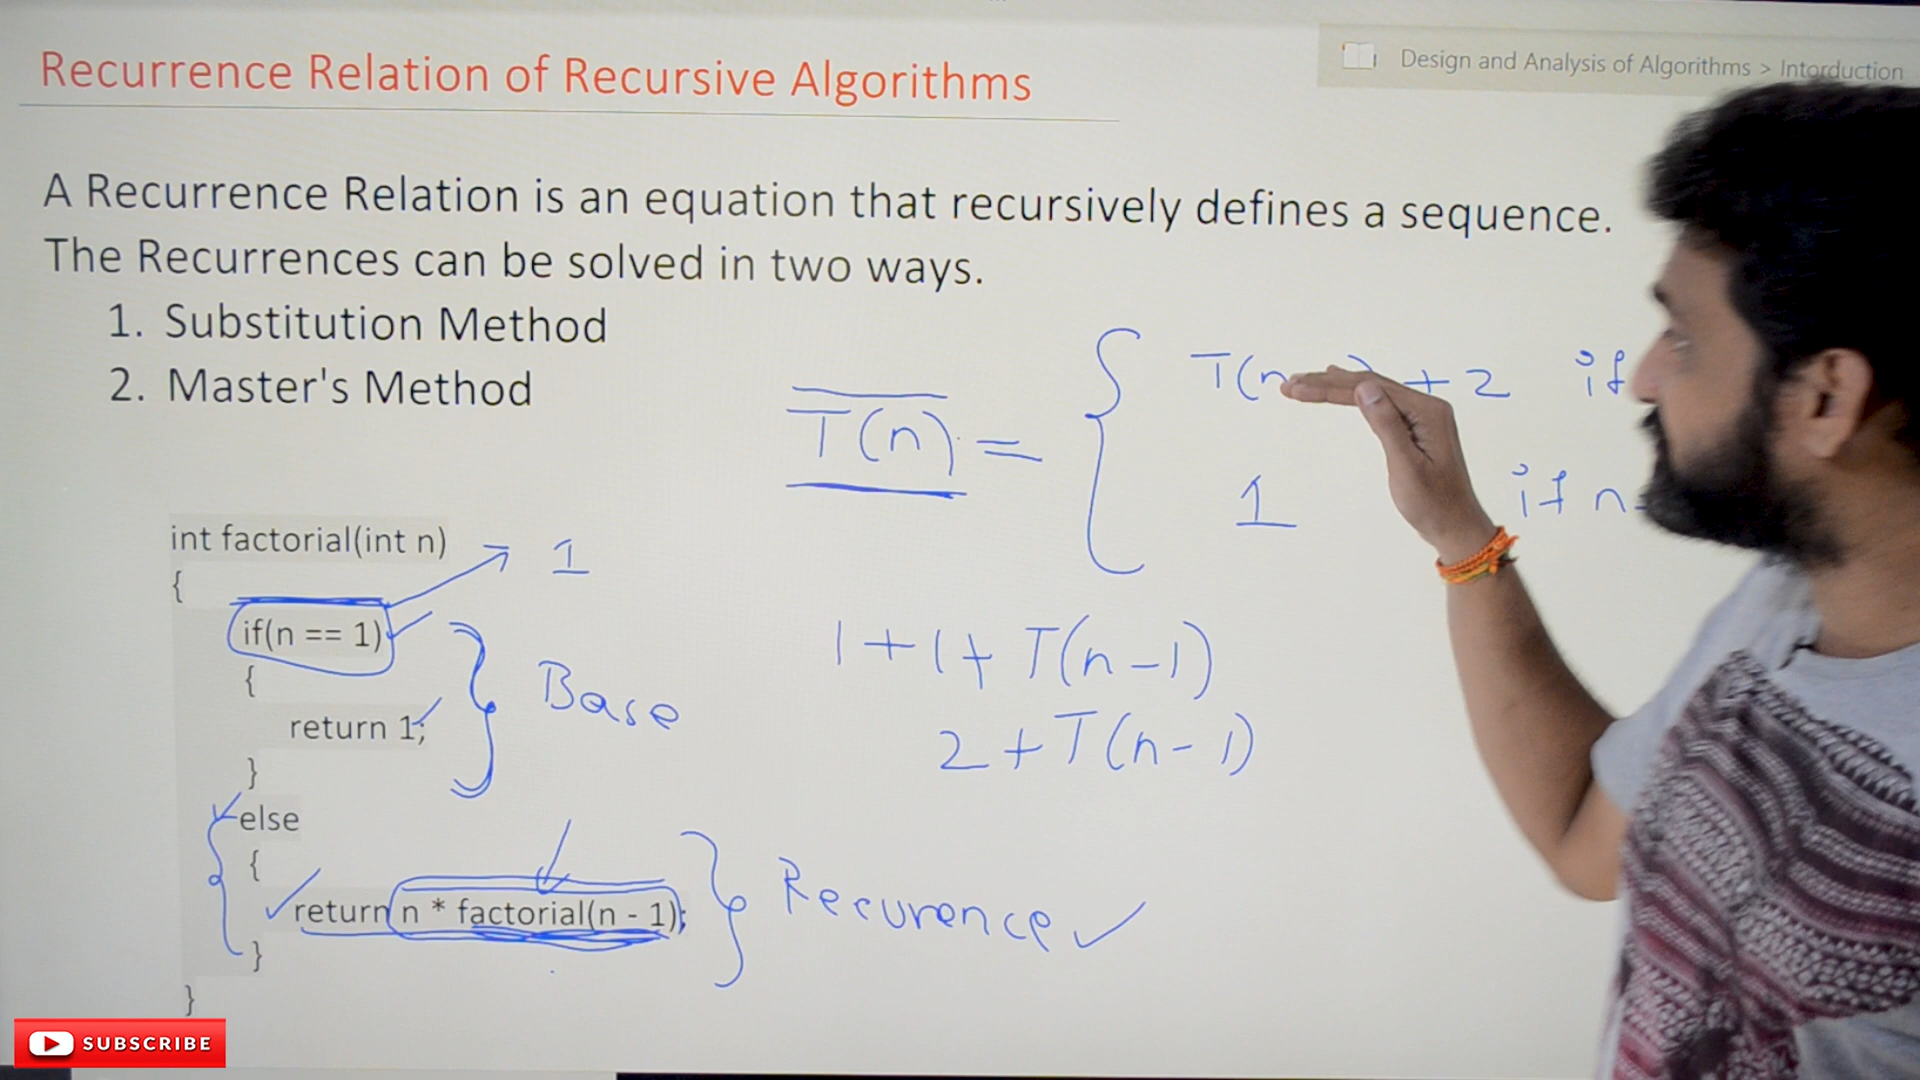 Recurrence Relation of Recursive Algorithms
Design and Analysis of Algorithms > Intorduction
A Recurrence Relation is an equation that recursively defines a sequence.
The Recurrences can be solved in two ways.
1. Substitution Method
2. Master's Method
T(n) =
T(n + 2 if
1 if n
int factorial(int n)
1
{
if(n == 1)
{
return 1;
}
Base
1 + 1 + T(n-1)
2 + T(n-1)
else
{
return n * factorial(n - 1);
}
Recurence
}
SUBSCRIBE